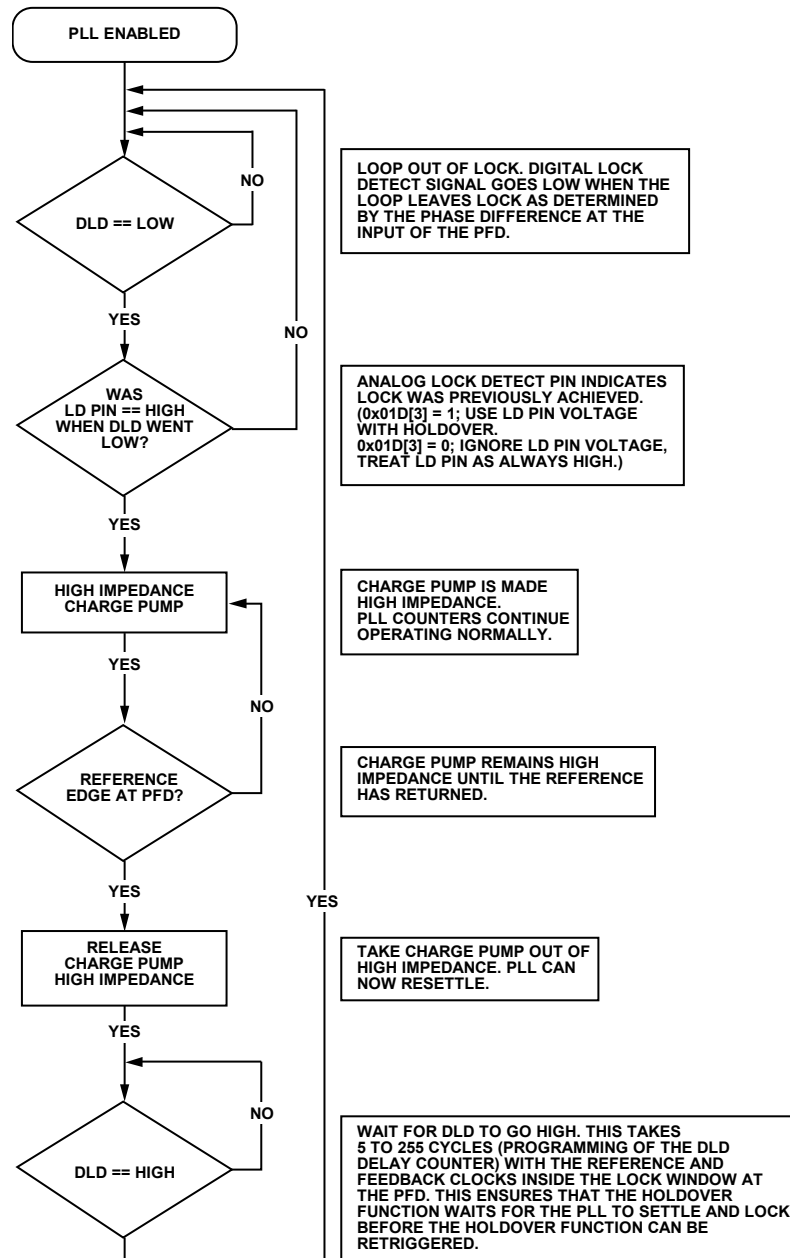 PLL ENABLED
NO
DLD == LOW
LOOP OUT OF LOCK. DIGITAL LOCK
DETECT SIGNAL GOES LOW WHEN THE
LOOP LEAVES LOCK AS DETERMINED
BY THE PHASE DIFFERENCE AT THE
INPUT OF THE PFD.
YES
NO
WAS
LD PIN == HIGH
WHEN DLD WENT
LOW?
ANALOG LOCK DETECT PIN INDICATES
LOCK WAS PREVIOUSLY ACHIEVED.
(0x01D[3] = 1; USE LD PIN VOLTAGE
WITH HOLDOVER.
0x01D[3] = 0; IGNORE LD PIN VOLTAGE,
TREAT LD PIN AS ALWAYS HIGH.)
YES
HIGH IMPEDANCE
CHARGE PUMP
CHARGE PUMP IS MADE
HIGH IMPEDANCE.
PLL COUNTERS CONTINUE
OPERATING NORMALLY.
YES
NO
REFERENCE
EDGE AT PFD?
CHARGE PUMP REMAINS HIGH
IMPEDANCE UNTIL THE REFERENCE
HAS RETURNED.
YES
YES
RELEASE
CHARGE PUMP
HIGH IMPEDANCE
TAKE CHARGE PUMP OUT OF
HIGH IMPEDANCE. PLL CAN
NOW RESETTLE.
YES
NO
DLD == HIGH
WAIT FOR DLD TO GO HIGH. THIS TAKES
5 TO 255 CYCLES (PROGRAMMING OF THE DLD
DELAY COUNTER) WITH THE REFERENCE AND
FEEDBACK CLOCKS INSIDE THE LOCK WINDOW AT
THE PFD. THIS ENSURES THAT THE HOLDOVER
FUNCTION WAITS FOR THE PLL TO SETTLE AND LOCK
BEFORE THE HOLDOVER FUNCTION CAN BE
RETRIGGERED.